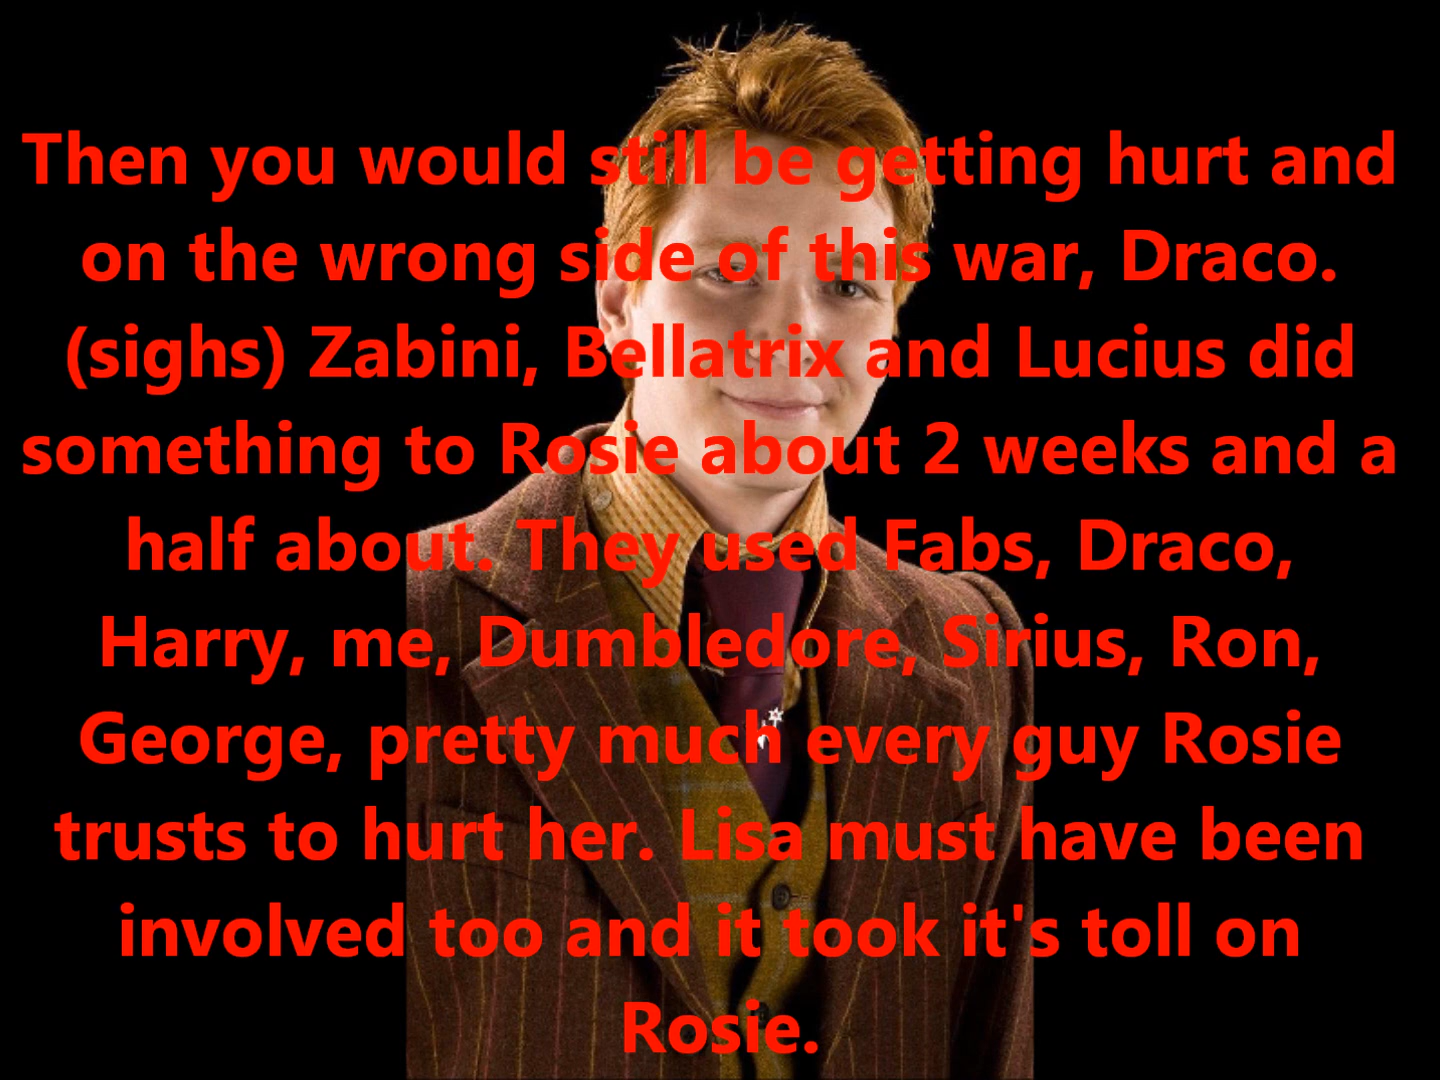 Then you would still be getting hurt and
on the wrong side of this war, Draco.
(sighs) Zabini, Bellatrix and Lucius did
something to Rosie about 2 weeks and a
half about. They used Fabs, Draco,
Harry, me, Dumbledore, Sirius, Ron,
George, pretty much every guy Rosie
trusts to hurt her. Lisa must have been
involved too and it took it's toll on
Rosie.